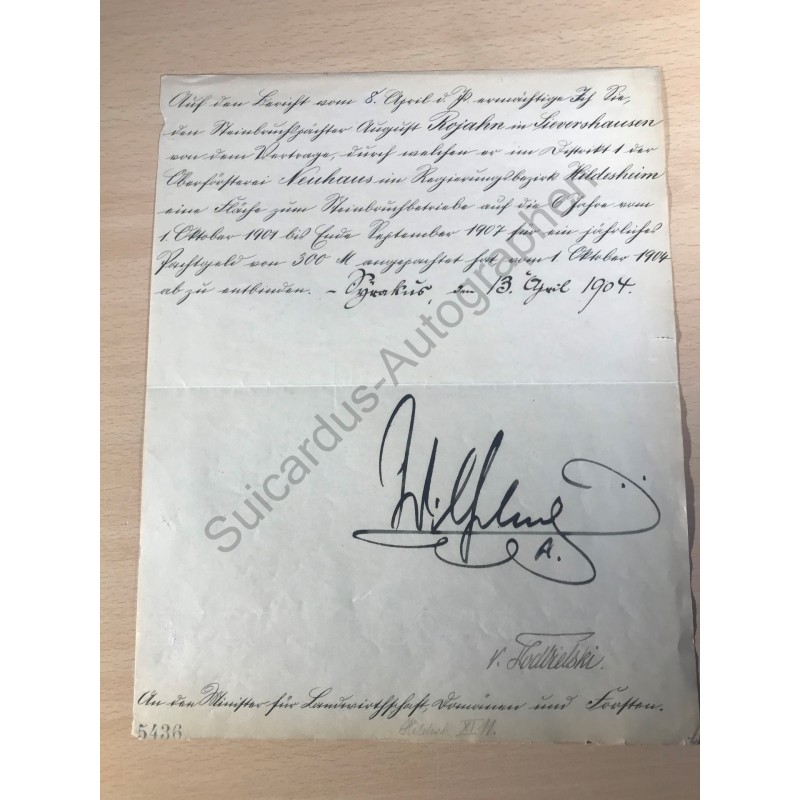 Auf den Bericht vom 8. April d. Js. ermächtige Ich Sie,
den Steinbruchpächter August Rojahn in Sievershausen
von dem Vertrage, durch welchen er im Distrikt 1 der
Oberförsterei Neuhaus im Regierungsbezirk Hildesheim
eine Fläche zum Steinbruchbetriebe auf die 6 Jahre vom
1. Oktober 1901 bis Ende September 1907 für ein jährliches
Pachtgeld von 300 M angepachtet hat, vom 1 Oktober 1904
ab zu entbinden. – Syrakus, den 13. April 1904.
Wilhelm
v. Podbielski.
An den Minister für Landwirthschaft, Domänen und Forsten.
5436
Suicardus-Autographen